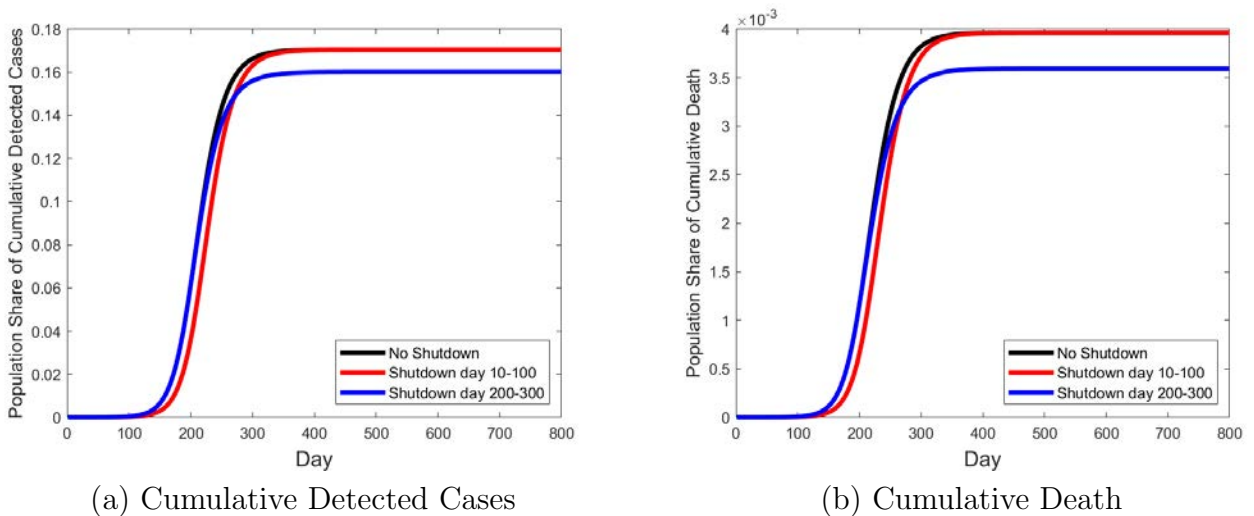 0.18
0.16
0.14
0.12
0.1
0.08
0.06
0.04
0.02
0
Population Share of Cumulative Detected Cases
0 100 200 300 400 500 600 700 800
Day
No Shutdown
Shutdown day 10-100
Shutdown day 200-300
(a) Cumulative Detected Cases
×10⁻³
4
3.5
3
2.5
2
1.5
1
0.5
0
Population Share of Cumulative Death
0 100 200 300 400 500 600 700 800
Day
No Shutdown
Shutdown day 10-100
Shutdown day 200-300
(b) Cumulative Death